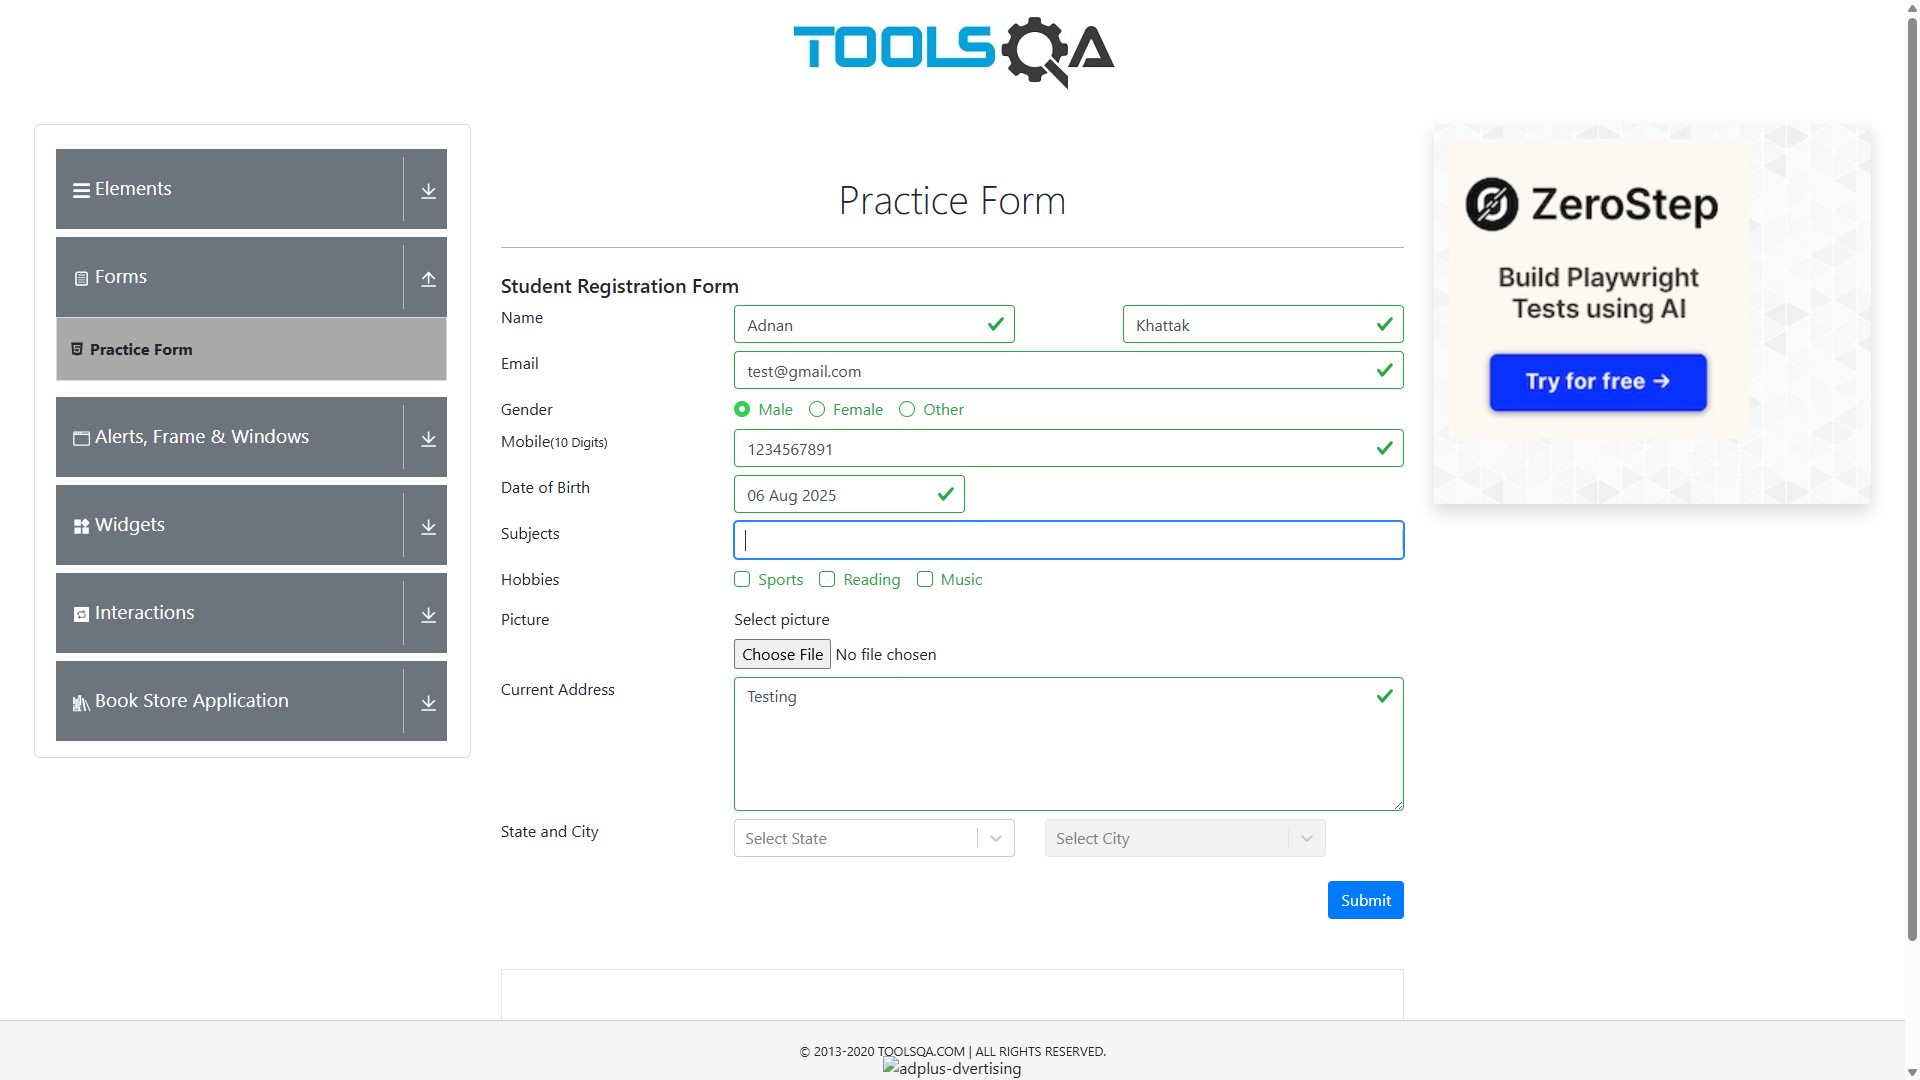 TOOLSQA
Elements
Forms
Practice Form
Alerts, Frame & Windows
Widgets
Interactions
Book Store Application
Practice Form
Student Registration Form
Name
Adnan
Khattak
Email
test@gmail.com
Gender
Male
Female
Other
Mobile(10 Digits)
1234567891
Date of Birth
06 Aug 2025
Subjects
Hobbies
Sports
Reading
Music
Picture
Select picture
Choose File No file chosen
Current Address
Testing
State and City
Select State
Select City
Submit
ZeroStep
Build Playwright
Tests using AI
Try for free →
© 2013-2020 TOOLSQA.COM | ALL RIGHTS RESERVED.
adplus-dvertising